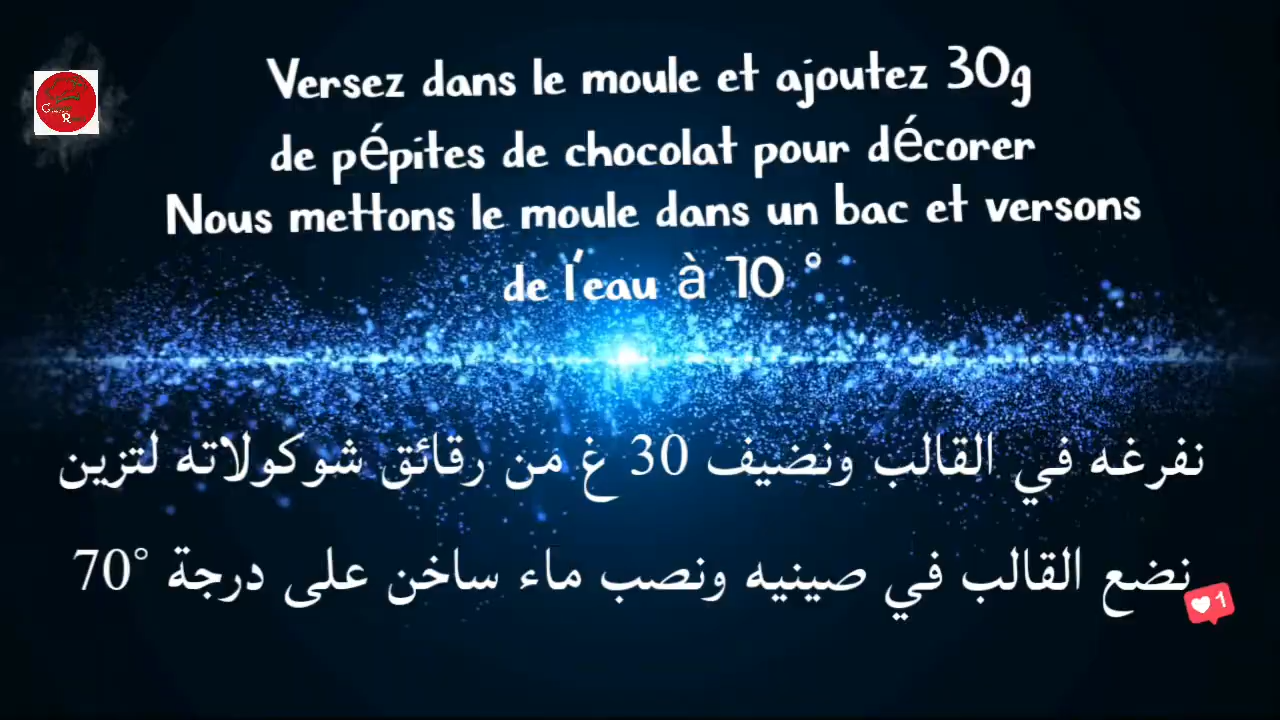 Versez dans le moule et ajoutez 30g
de pépites de chocolat pour décorer
Nous mettons le moule dans un bac et versons
de l'eau à 70 °
نفرغه في القالب ونضيف 30 غ من رقائق شوكولاته لتزين
نضع القالب في صينيه ونصب ماء ساخن على درجة °70
1